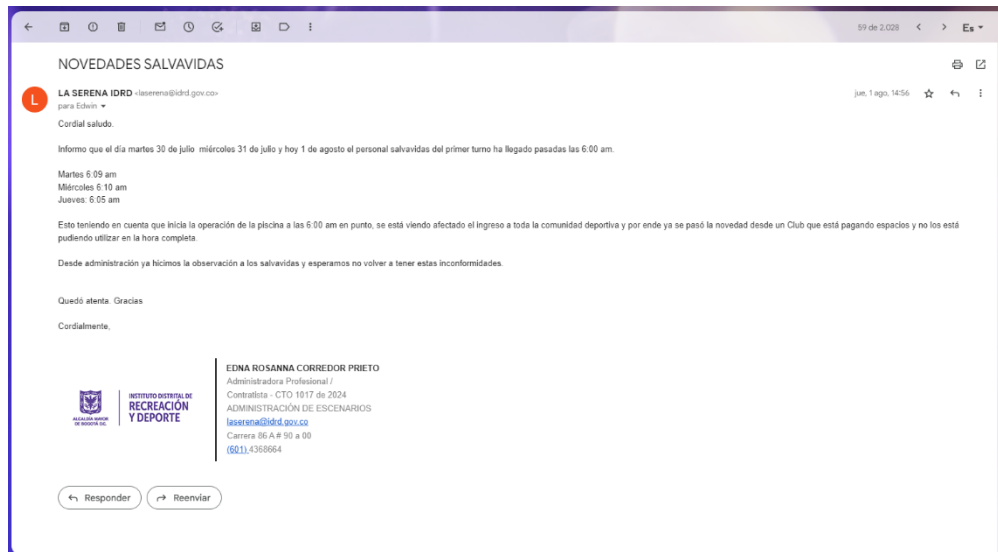 59 de 2.028
Es
NOVEDADES SALVAVIDAS
L
LA SERENA IDRD <laserena@idrd.gov.co>
jue, 1 ago, 14:56
para Edwin
Cordial saludo.
Informo que el día martes 30 de julio miércoles 31 de julio y hoy 1 de agosto el personal salvavidas del primer turno ha llegado pasadas las 6:00 am.
Martes 6:09 am
Miércoles 6:10 am
Jueves: 6:05 am
Esto teniendo en cuenta que inicia la operación de la piscina a las 6:00 am en punto, se está viendo afectado el ingreso a toda la comunidad deportiva y por ende ya se pasó la novedad desde un Club que está pagando espacios y no los está
pudiendo utilizar en la hora completa.
Desde administración ya hicimos la observación a los salvavidas y esperamos no volver a tener estas inconformidades.
Quedó atenta. Gracias
Cordialmente,
ALCALDÍA MAYOR
DE BOGOTÁ D.C.
INSTITUTO DISTRITAL DE
RECREACIÓN
Y DEPORTE
EDNA ROSANNA CORREDOR PRIETO
Administradora Profesional /
Contratista - CTO 1017 de 2024
ADMINISTRACIÓN DE ESCENARIOS
laserena@idrd.gov.co
Carrera 86 A # 90 a 00
(601) 4368664
Responder
Reenviar